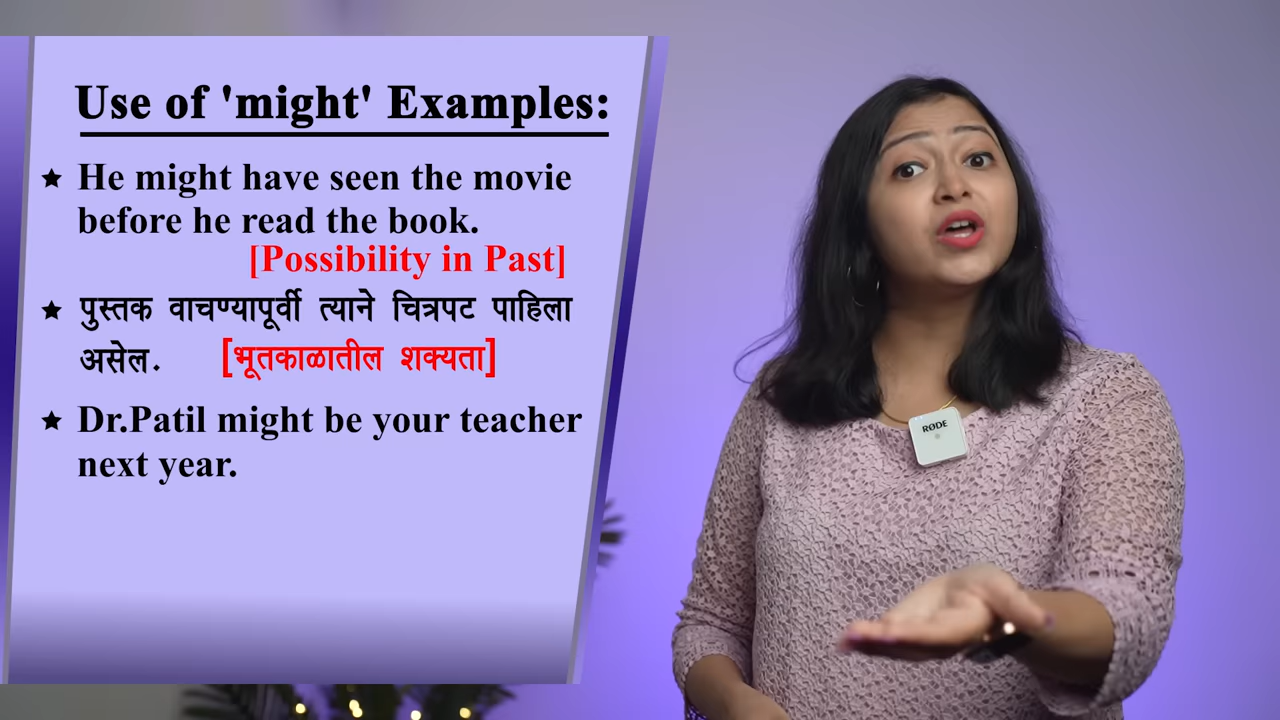 Use of 'might' Examples:
★ He might have seen the movie
before he read the book.
[Possibility in Past]
★ पुस्तक वाचण्यापूर्वी त्याने चित्रपट पाहिला
असेल. [भूतकाळातील शक्यता]
★ Dr.Patil might be your teacher
next year.
RØDE